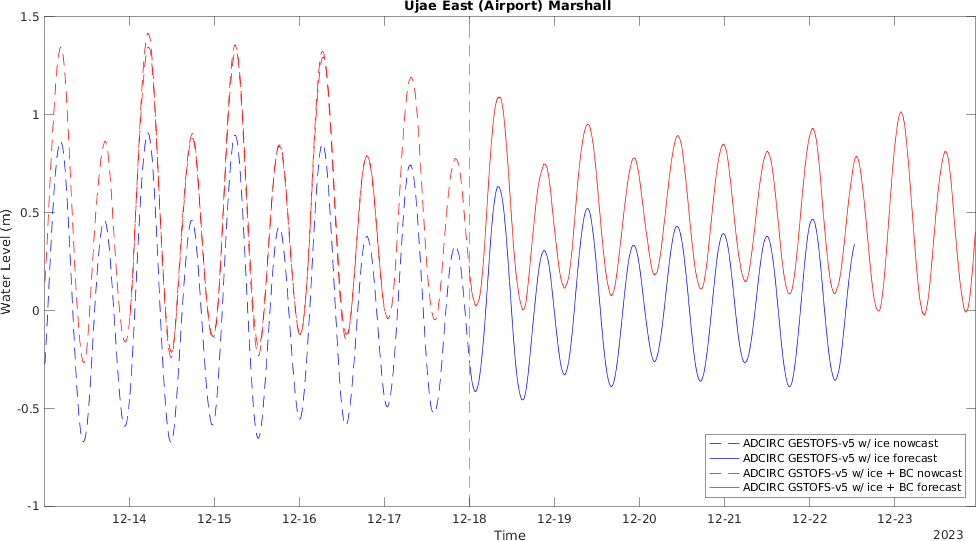 Ujae East (Airport) Marshall
1.5
1
0.5
0
-0.5
-1
Water Level (m)
12-14 12-15 12-16 12-17 12-18 12-19 12-20 12-21 12-22 12-23
Time
2023
ADCIRC GESTOFS-v5 w/ ice nowcast
ADCIRC GESTOFS-v5 w/ ice forecast
ADCIRC GSTOFS-v5 w/ ice + BC nowcast
ADCIRC GSTOFS-v5 w/ ice + BC forecast